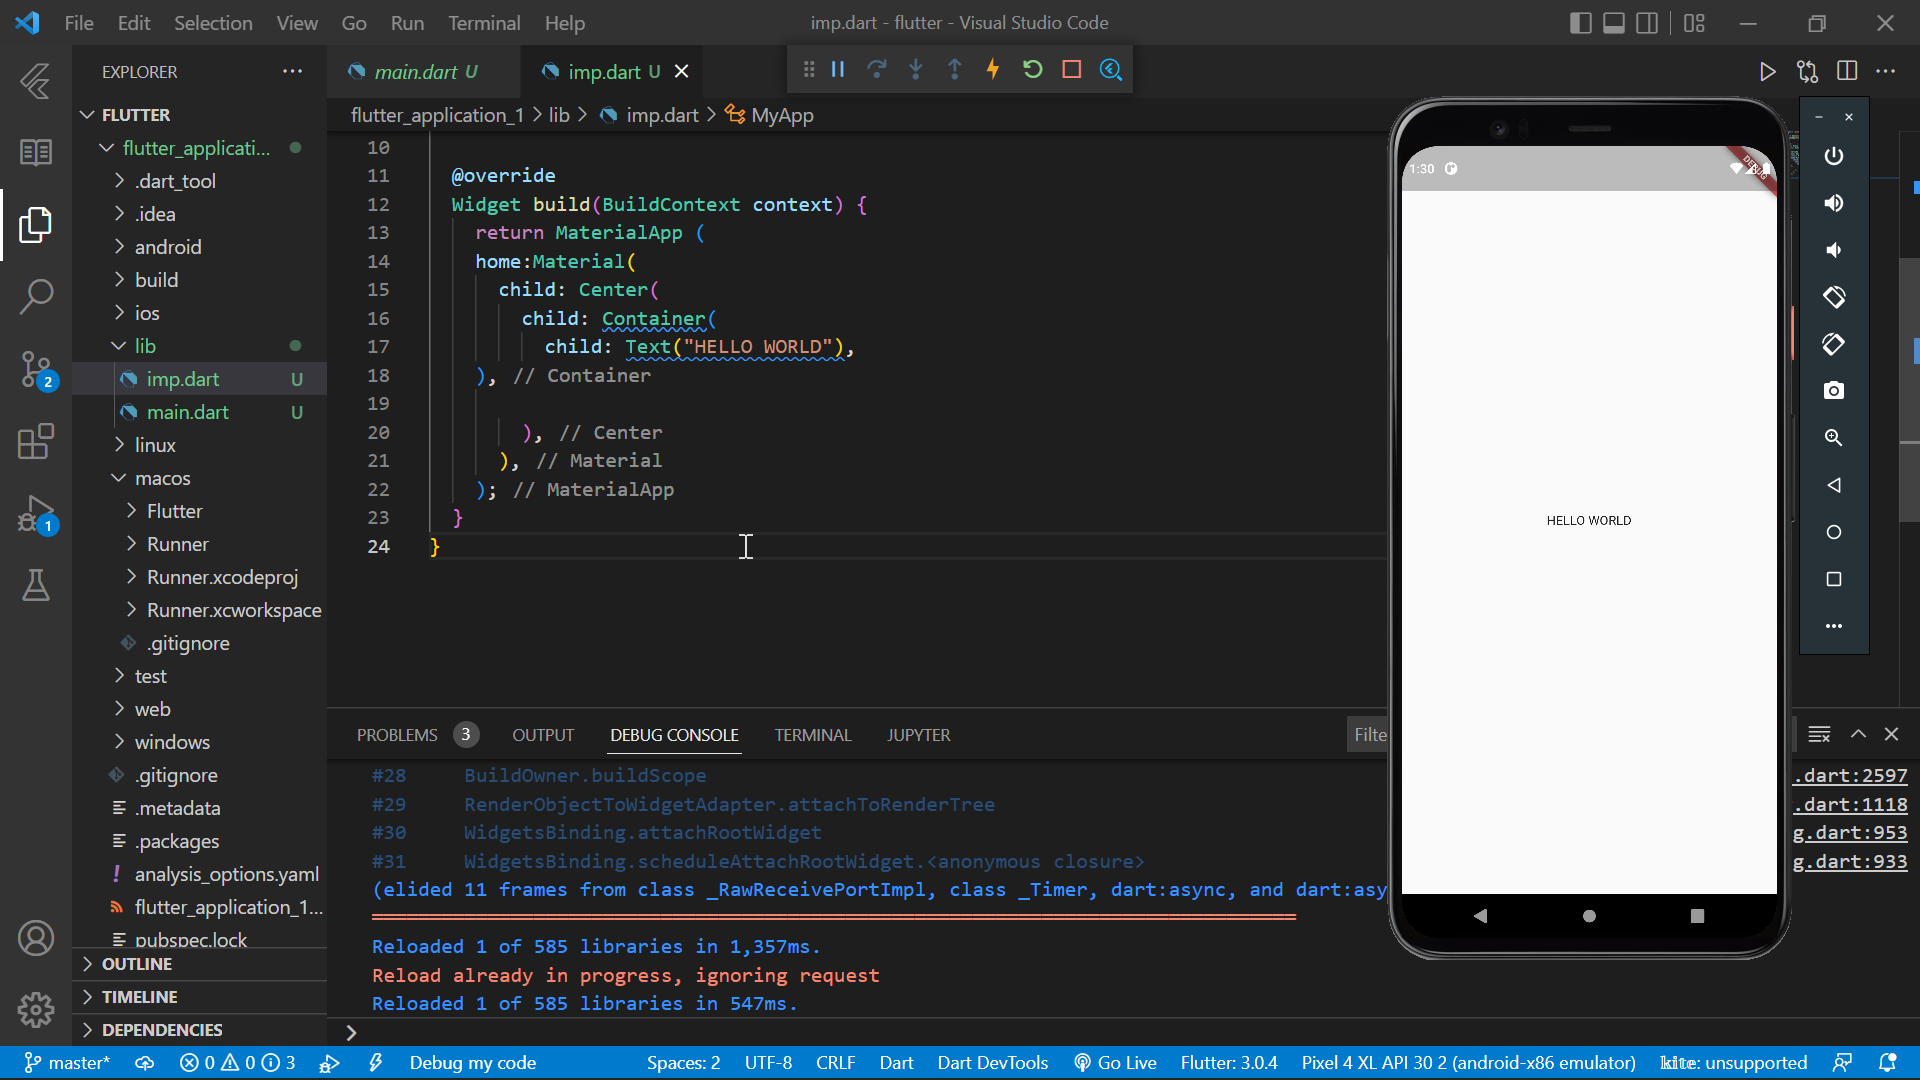 File Edit Selection View Go Run Terminal Help
imp.dart - flutter - Visual Studio Code
EXPLORER
FLUTTER
flutter_applicati...
.dart_tool
.idea
android
build
ios
lib
imp.dart U
main.dart U
linux
macos
Flutter
Runner
Runner.xcodeproj
Runner.xcworkspace
.gitignore
test
web
windows
.gitignore
.metadata
.packages
analysis_options.yaml
flutter_application_1...
pubspec.lock
OUTLINE
TIMELINE
DEPENDENCIES
2
1
main.dart U
imp.dart U
flutter_application_1 > lib > imp.dart > MyApp
10
11 @override
12 Widget build(BuildContext context) {
13 return MaterialApp (
14 home:Material(
15 child: Center(
16 child: Container(
17 child: Text("HELLO WORLD"),
18 ), // Container
19
20 ), // Center
21 ), // Material
22 ); // MaterialApp
23 }
24 }
1:30
DEBUG
HELLO WORLD
PROBLEMS 3 OUTPUT DEBUG CONSOLE TERMINAL JUPYTER
Filte
#28 BuildOwner.buildScope .dart:2597
#29 RenderObjectToWidgetAdapter.attachToRenderTree .dart:1118
#30 WidgetsBinding.attachRootWidget g.dart:953
#31 WidgetsBinding.scheduleAttachRootWidget.<anonymous closure> g.dart:933
(elided 11 frames from class _RawReceivePortImpl, class _Timer, dart:async, and dart:asy
Reloaded 1 of 585 libraries in 1,357ms.
Reload already in progress, ignoring request
Reloaded 1 of 585 libraries in 547ms.
master* 0 0 3 Debug my code Spaces: 2 UTF-8 CRLF Dart Dart DevTools Go Live Flutter: 3.0.4 Pixel 4 XL API 30 2 (android-x86 emulator) unsupported